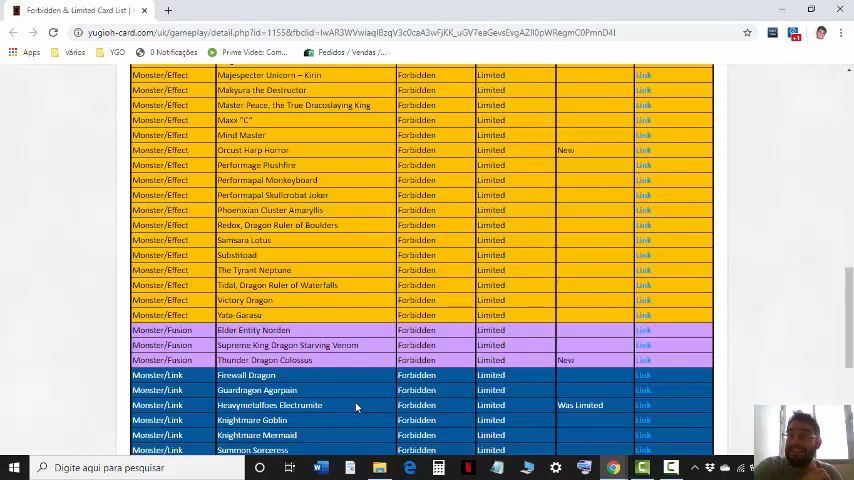 Forbidden & Limited Card List |
yugioh-card.com/uk/gameplay/detail.php?id=1155&fbclid=IwAR3WVwiaqIBzqV3c0caA3wFjKK_uGV7eaGevsEvgAZIl0pWRegmC0PmnD4I
Apps Vários YGO 0 Notificações Prime Video: Con... Pedidos / Vendas /...
Monster/Effect Majespecter Unicorn – Kirin Forbidden Limited Link
Monster/Effect Makyura the Destructor Forbidden Limited Link
Monster/Effect Master Peace, the True Dracoslaying King Forbidden Limited Link
Monster/Effect Maxx "C" Forbidden Limited Link
Monster/Effect Mind Master Forbidden Limited Link
Monster/Effect Orcust Harp Horror Forbidden Limited New Link
Monster/Effect Performage Plushfire Forbidden Limited Link
Monster/Effect Performapal Monkeyboard Forbidden Limited Link
Monster/Effect Performapal Skullcrobat Joker Forbidden Limited Link
Monster/Effect Phoenixian Cluster Amaryllis Forbidden Limited Link
Monster/Effect Redox, Dragon Ruler of Boulders Forbidden Limited Link
Monster/Effect Samsara Lotus Forbidden Limited Link
Monster/Effect Substitoad Forbidden Limited Link
Monster/Effect The Tyrant Neptune Forbidden Limited Link
Monster/Effect Tidal, Dragon Ruler of Waterfalls Forbidden Limited Link
Monster/Effect Victory Dragon Forbidden Limited Link
Monster/Effect Yata-Garasu Forbidden Limited Link
Monster/Fusion Elder Entity Norden Forbidden Limited Link
Monster/Fusion Supreme King Dragon Starving Venom Forbidden Limited Link
Monster/Fusion Thunder Dragon Colossus Forbidden Limited New Link
Monster/Link Firewall Dragon Forbidden Limited Link
Monster/Link Guardragon Agarpain Forbidden Limited Link
Monster/Link Heavymetalfoes Electrumite Forbidden Limited Was Limited Link
Monster/Link Knightmare Goblin Forbidden Limited Link
Monster/Link Knightmare Mermaid Forbidden Limited Link
Monster/Link Summon Sorceress Forbidden Limited Link
Digite aqui para pesquisar